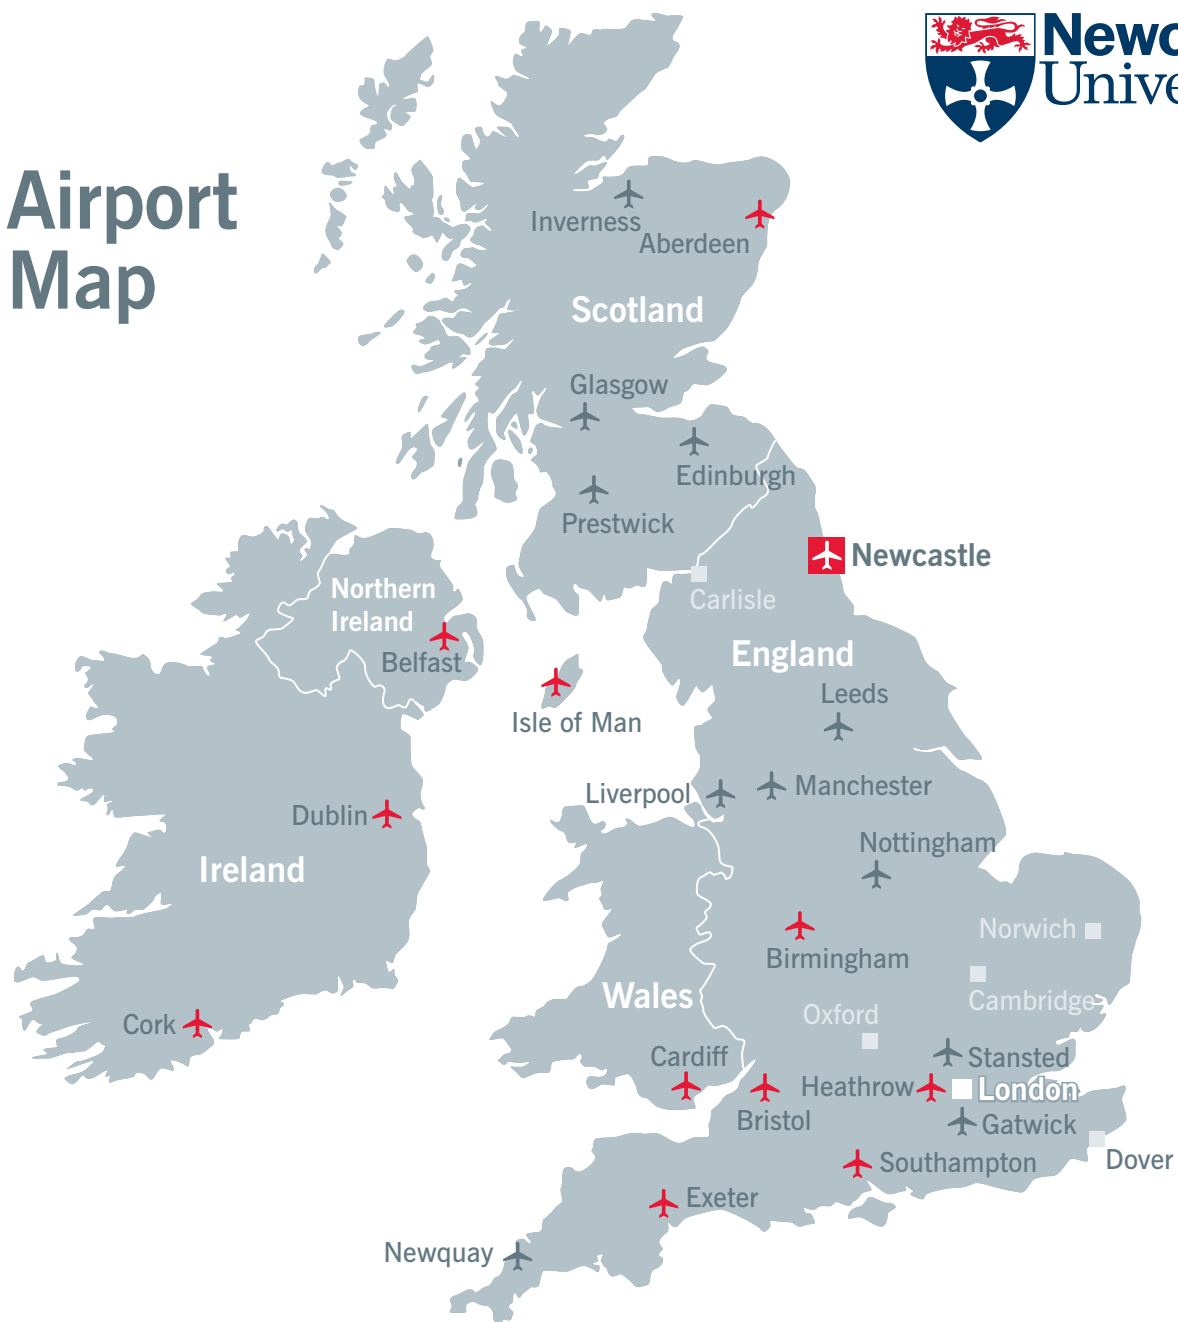 Newc
Unive
Airport
Map
Inverness
Aberdeen
Scotland
Glasgow
Edinburgh
Prestwick
Newcastle
Northern
Ireland
Carlisle
Belfast
England
Leeds
Isle of Man
Liverpool
Manchester
Dublin
Nottingham
Ireland
Norwich
Birmingham
Wales
Cambridge
Oxford
Cork
Cardiff
Stansted
Heathrow
London
Bristol
Gatwick
Southampton
Dover
Exeter
Newquay